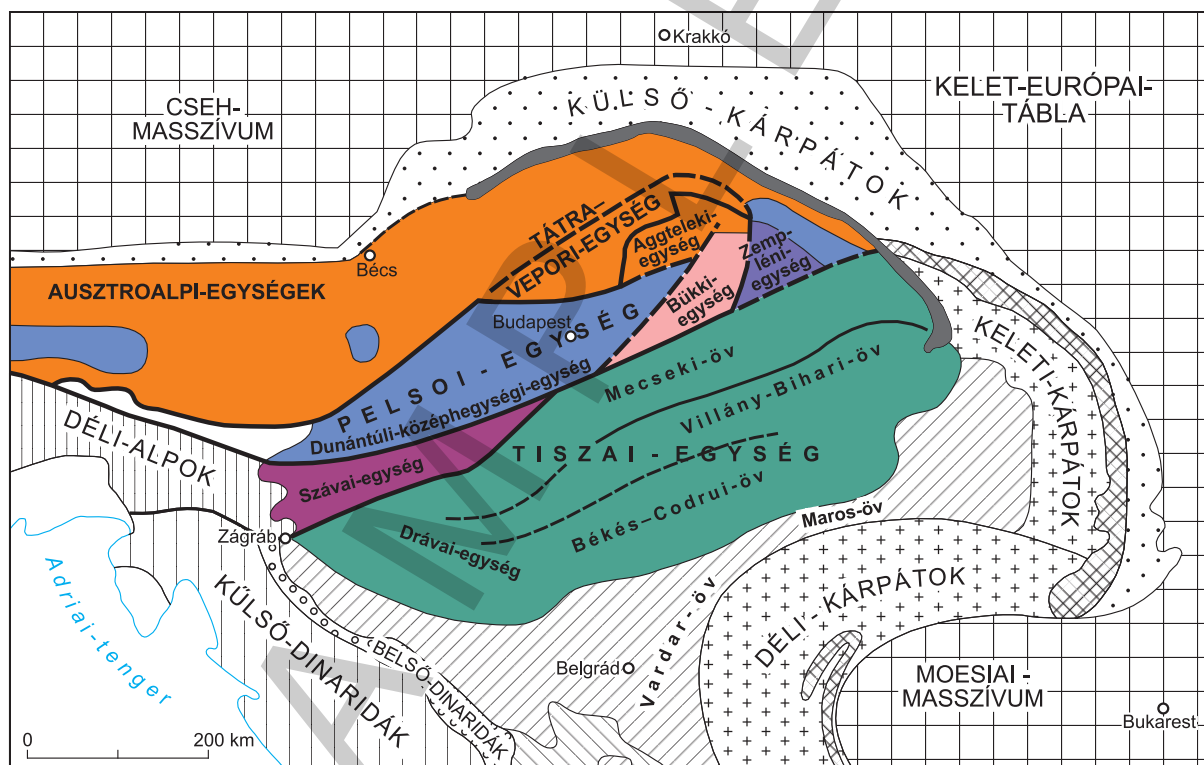 Krakkó
CSEH-
MASSZÍVUM
KELET-EURÓPAI-
TÁBLA
KÜLSŐ-KÁRPÁTOK
TÁTRA–
VEPORI-EGYSÉG
Aggteleki-
egység
Zemp-
léni-
egység
Bécs
AUSZTROALPI-EGYSÉGEK
Bükki-
egység
Budapest
PELSOI-EGYSÉG
Dunántúli-középhegységi-egység
Mecseki-öv
Villány-Bihari-öv
KELETI-KÁRPÁTOK
DÉLI-ALPOK
TISZAI-EGYSÉG
Szávai-egység
Békés–Codrui-öv
Maros-öv
Zágráb
Drávai-egység
Adriai-tenger
KÜLSŐ-DINARIDÁK
BELSŐ-DINARIDÁK
Belgrád
Vardar-öv
DÉLI-KÁRPÁTOK
MOESIAI-
MASSZÍVUM
Bukarest
0 200 km